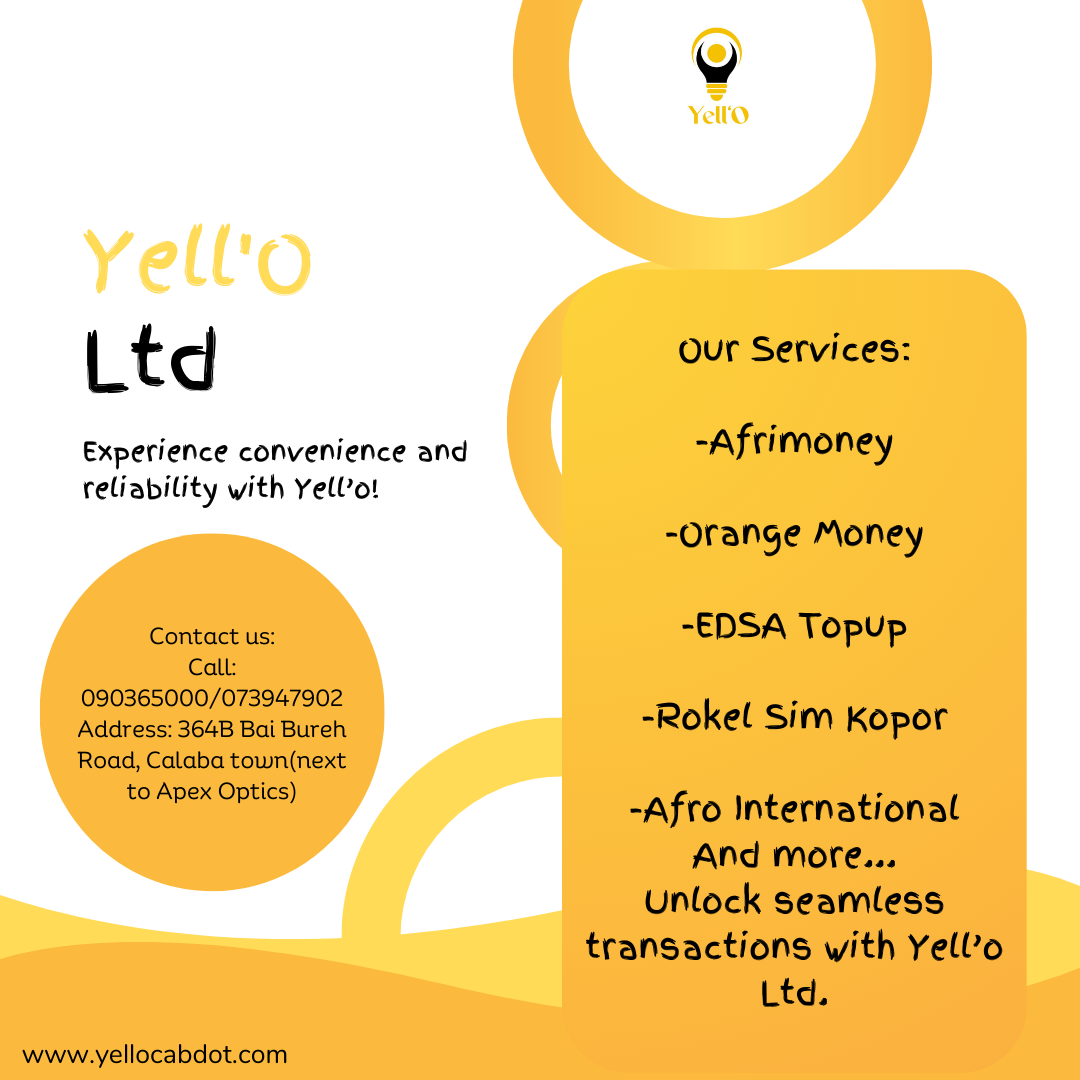 Yell'O
Yell'O
Ltd
Experience convenience and
reliability with Yell’o!
Contact us:
Call:
090365000/073947902
Address: 364B Bai Bureh
Road, Calaba town(next
to Apex Optics)
Our Services:
-Afrimoney
-Orange Money
-EDSA Topup
-Rokel Sim Kopor
-Afro International
And more...
Unlock seamless
transactions with Yell’o
Ltd.
www.yellocabdot.com